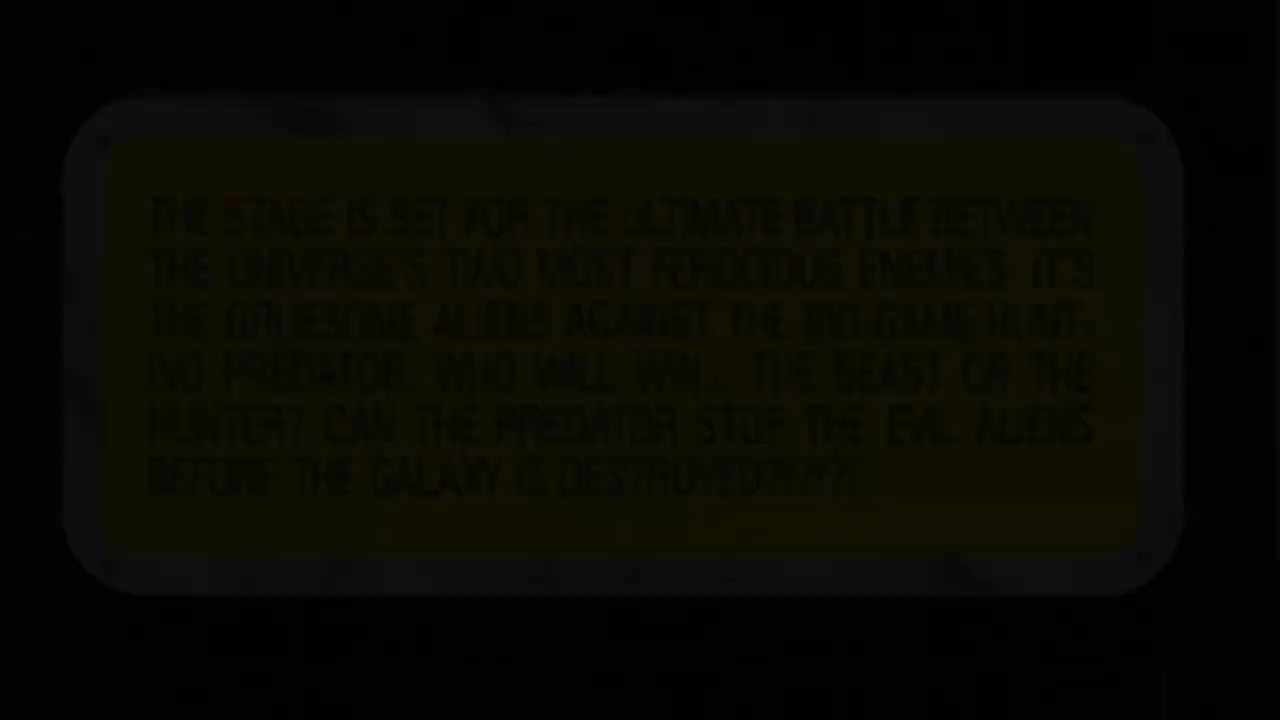 THE STAGE IS SET FOR THE ULTIMATE BATTLE BETWEEN
THE UNIVERSE'S TWO MOST FEROCIOUS ENEMIES. IT'S
THE GRUESOME ALIENS AGAINST THE BIG-GAME HUNT-
ING PREDATOR. WHO WILL WIN... THE BEAST OR THE
HUNTER? CAN THE PREDATOR STOP THE EVIL ALIENS
BEFORE THE GALAXY IS DESTROYED?!?!?!